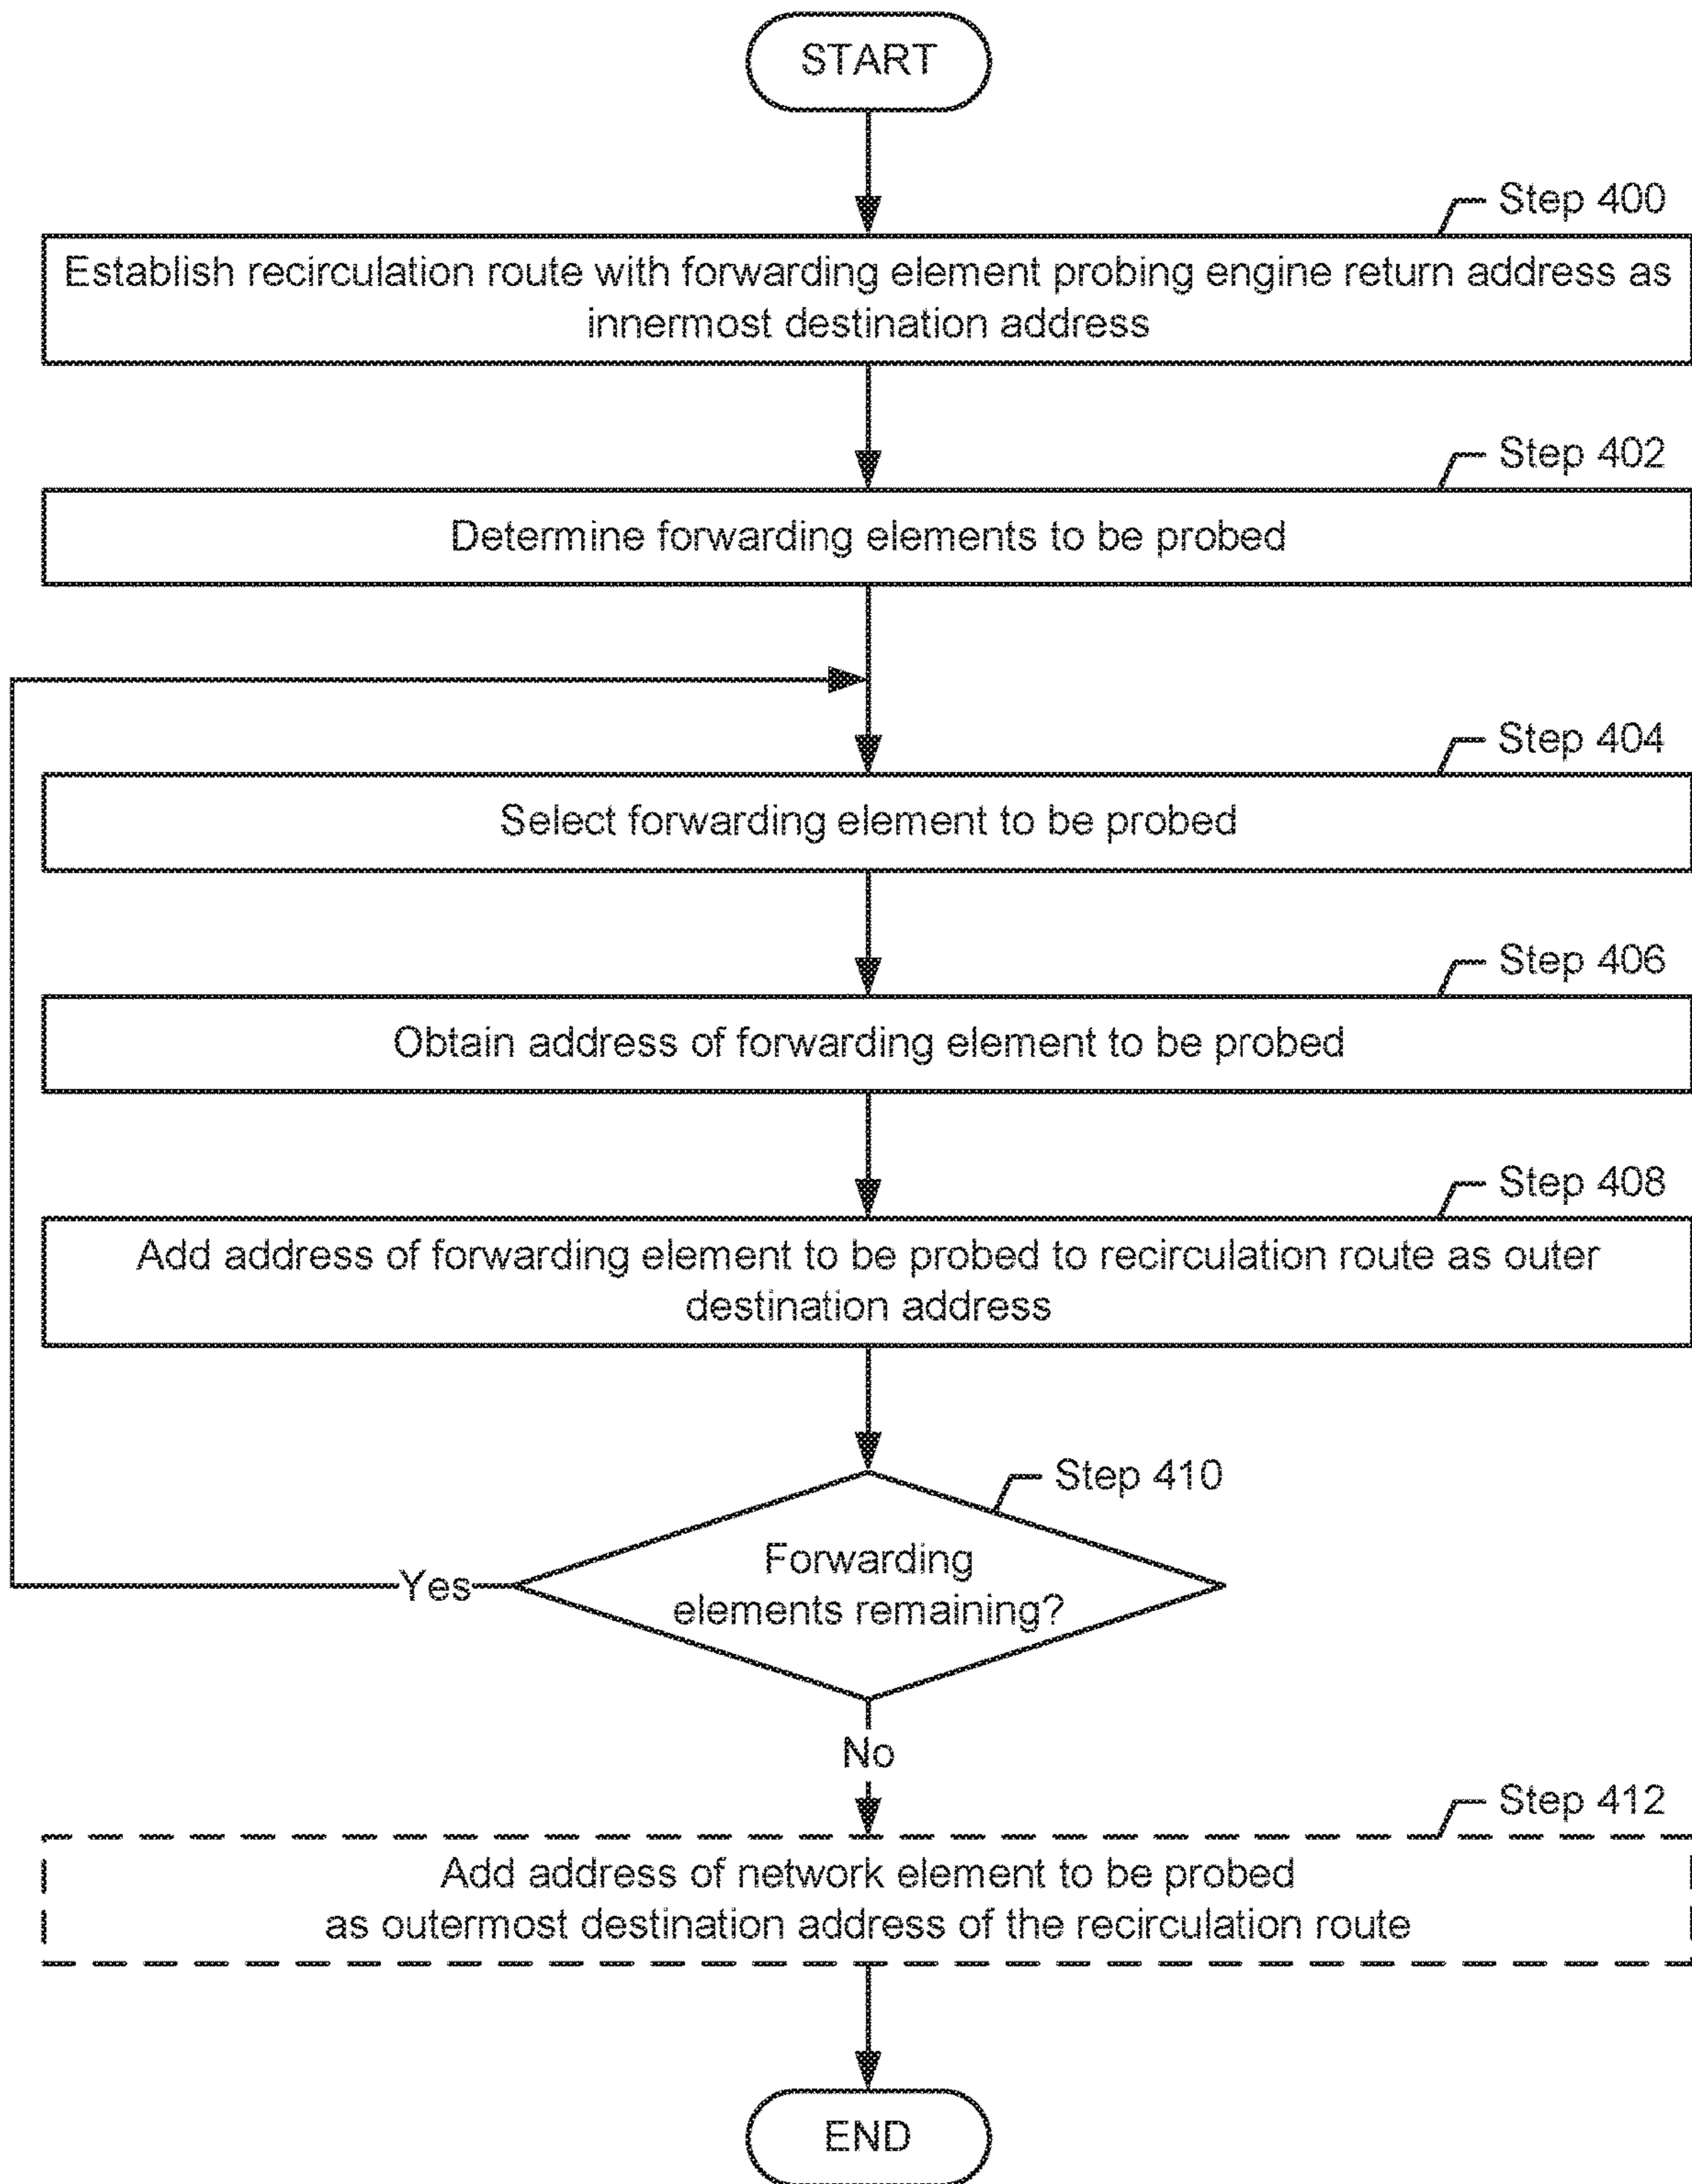 START
Step 400
Establish recirculation route with forwarding element probing engine return address as
innermost destination address
Step 402
Determine forwarding elements to be probed
Step 404
Select forwarding element to be probed
Step 406
Obtain address of forwarding element to be probed
Step 408
Add address of forwarding element to be probed to recirculation route as outer
destination address
Step 410
Forwarding
elements remaining?
Yes
No
Step 412
Add address of network element to be probed
as outermost destination address of the recirculation route
END